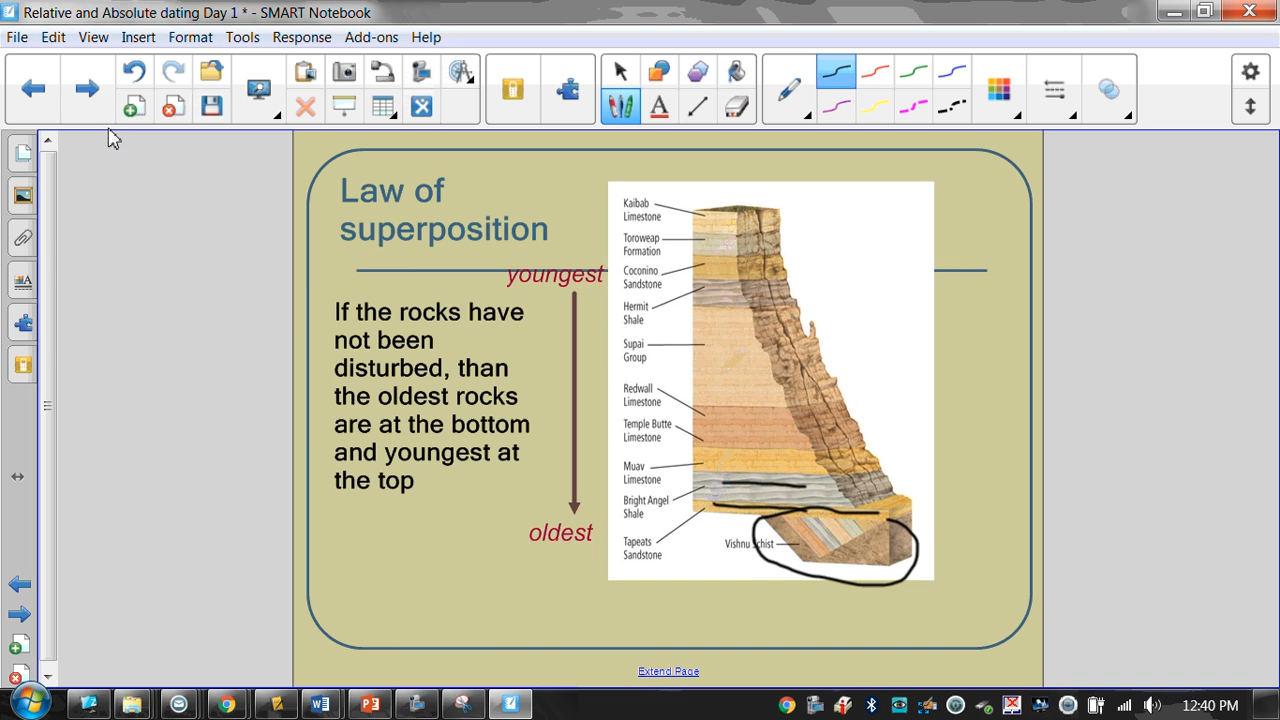 Relative and Absolute dating Day 1 * - SMART Notebook
File Edit View Insert Format Tools Response Add-ons Help
Law of
superposition
youngest
If the rocks have
not been
disturbed, than
the oldest rocks
are at the bottom
and youngest at
the top
oldest
Kaibab
Limestone
Toroweap
Formation
Coconino
Sandstone
Hermit
Shale
Supai
Group
Redwall
Limestone
Temple Butte
Limestone
Muav
Limestone
Bright Angel
Shale
Tapeats
Sandstone
Vishnu Schist
Extend Page
12:40 PM